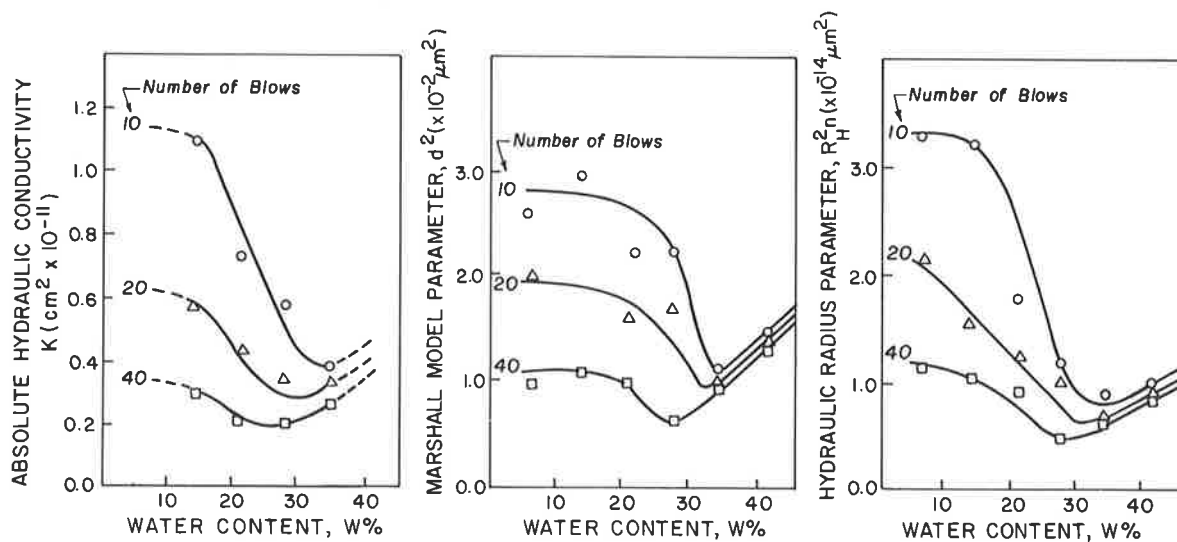 ABSOLUTE HYDRAULIC CONDUCTIVITY
K (cm² x 10⁻¹¹)
Number of Blows
10
20
40
1.2
1.0
0.8
0.6
0.4
0.2
0.0
10 20 30 40
WATER CONTENT, W%
MARSHALL MODEL PARAMETER, d² (x10⁻² μm²)
Number of Blows
10
20
40
3.0
2.0
1.0
0.0
10 20 30 40
WATER CONTENT, W%
HYDRAULIC RADIUS PARAMETER, R²_H n (x10⁻¹⁴ μm²)
Number of Blows
10
20
40
3.0
2.0
1.0
0.0
10 20 30 40
WATER CONTENT, W%